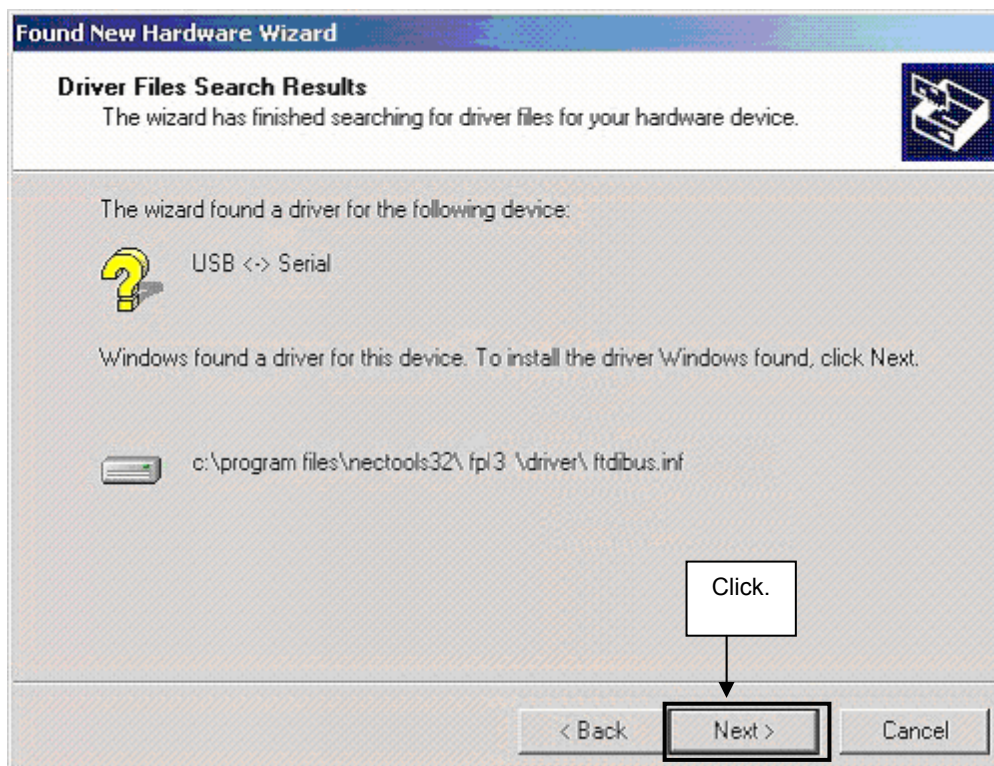 Found New Hardware Wizard
Driver Files Search Results
The wizard has finished searching for driver files for your hardware device.
The wizard found a driver for the following device:
USB <-> Serial
Windows found a driver for this device. To install the driver Windows found, click Next.
c:\program files\nectools32\ fpl3 \driver\ ftdibus.inf
Click.
< Back
Next >
Cancel